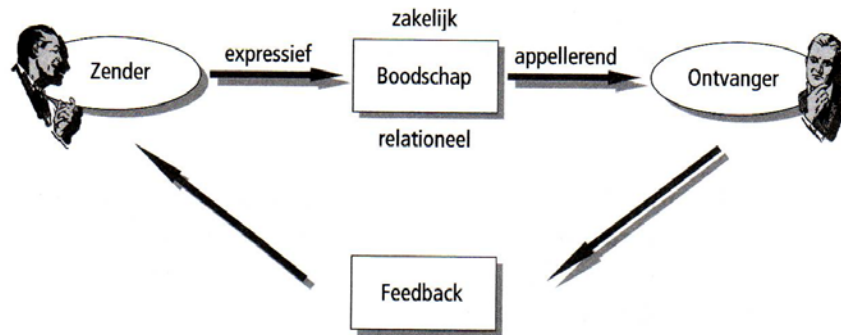 zakelijk
Zender
expressief
Boodschap
appellerend
Ontvanger
relationeel
Feedback